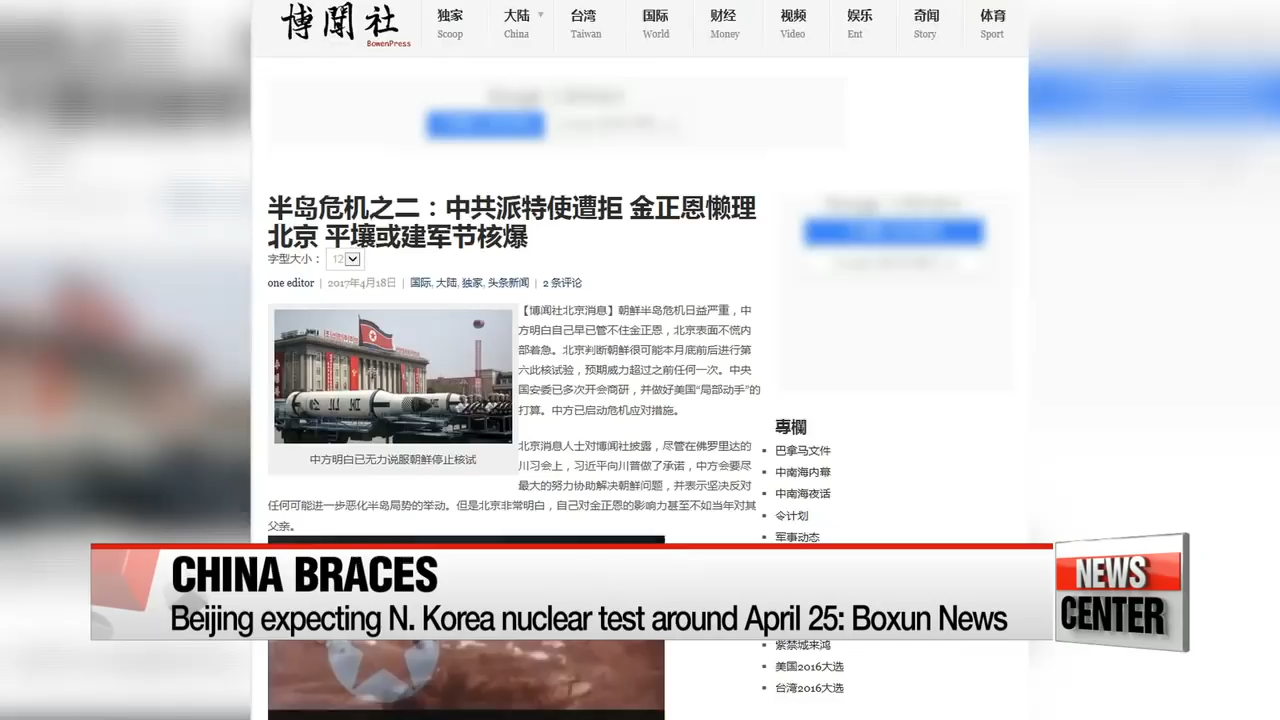 博聞社
BowenPress
独家 大陆 台湾 国际 财经 视频 娱乐 奇闻 体育
Scoop China Taiwan World Money Video Ent Story Sport
半岛危机之二：中共派特使遭拒 金正恩懒理
北京 平壤或建军节核爆
字型大小： 12
one editor | 2017年4月18日 | 国际, 大陆, 独家, 头条新闻 | 2 条评论
【博闻社北京消息】朝鲜半岛危机日益严重，中
方明白自己早已管不住金正恩，北京表面不慌内
部着急。北京判断朝鲜很可能本月底前后进行第
六此核试验，预期威力超过之前任何一次。中央
国安委已多次开会商研，并做好美国“局部动手”的
打算。中方已启动危机应对措施。
中方明白已无力说服朝鲜停止核试
北京消息人士对博闻社披露，尽管在佛罗里达的
川习会上，习近平向川普做了承诺，中方会要尽
最大的努力协助解决朝鲜问题，并表示坚决反对
任何可能进一步恶化半岛局势的举动。但是北京非常明白，自己对金正恩的影响力甚至不如当年对其
父亲。
專欄
巴拿马文件
中南海内幕
中南海夜话
令计划
军事动态
紫禁城来鸿
美国2016大选
台湾2016大选
CHINA BRACES
Beijing expecting N. Korea nuclear test around April 25: Boxun News
NEWS
CENTER